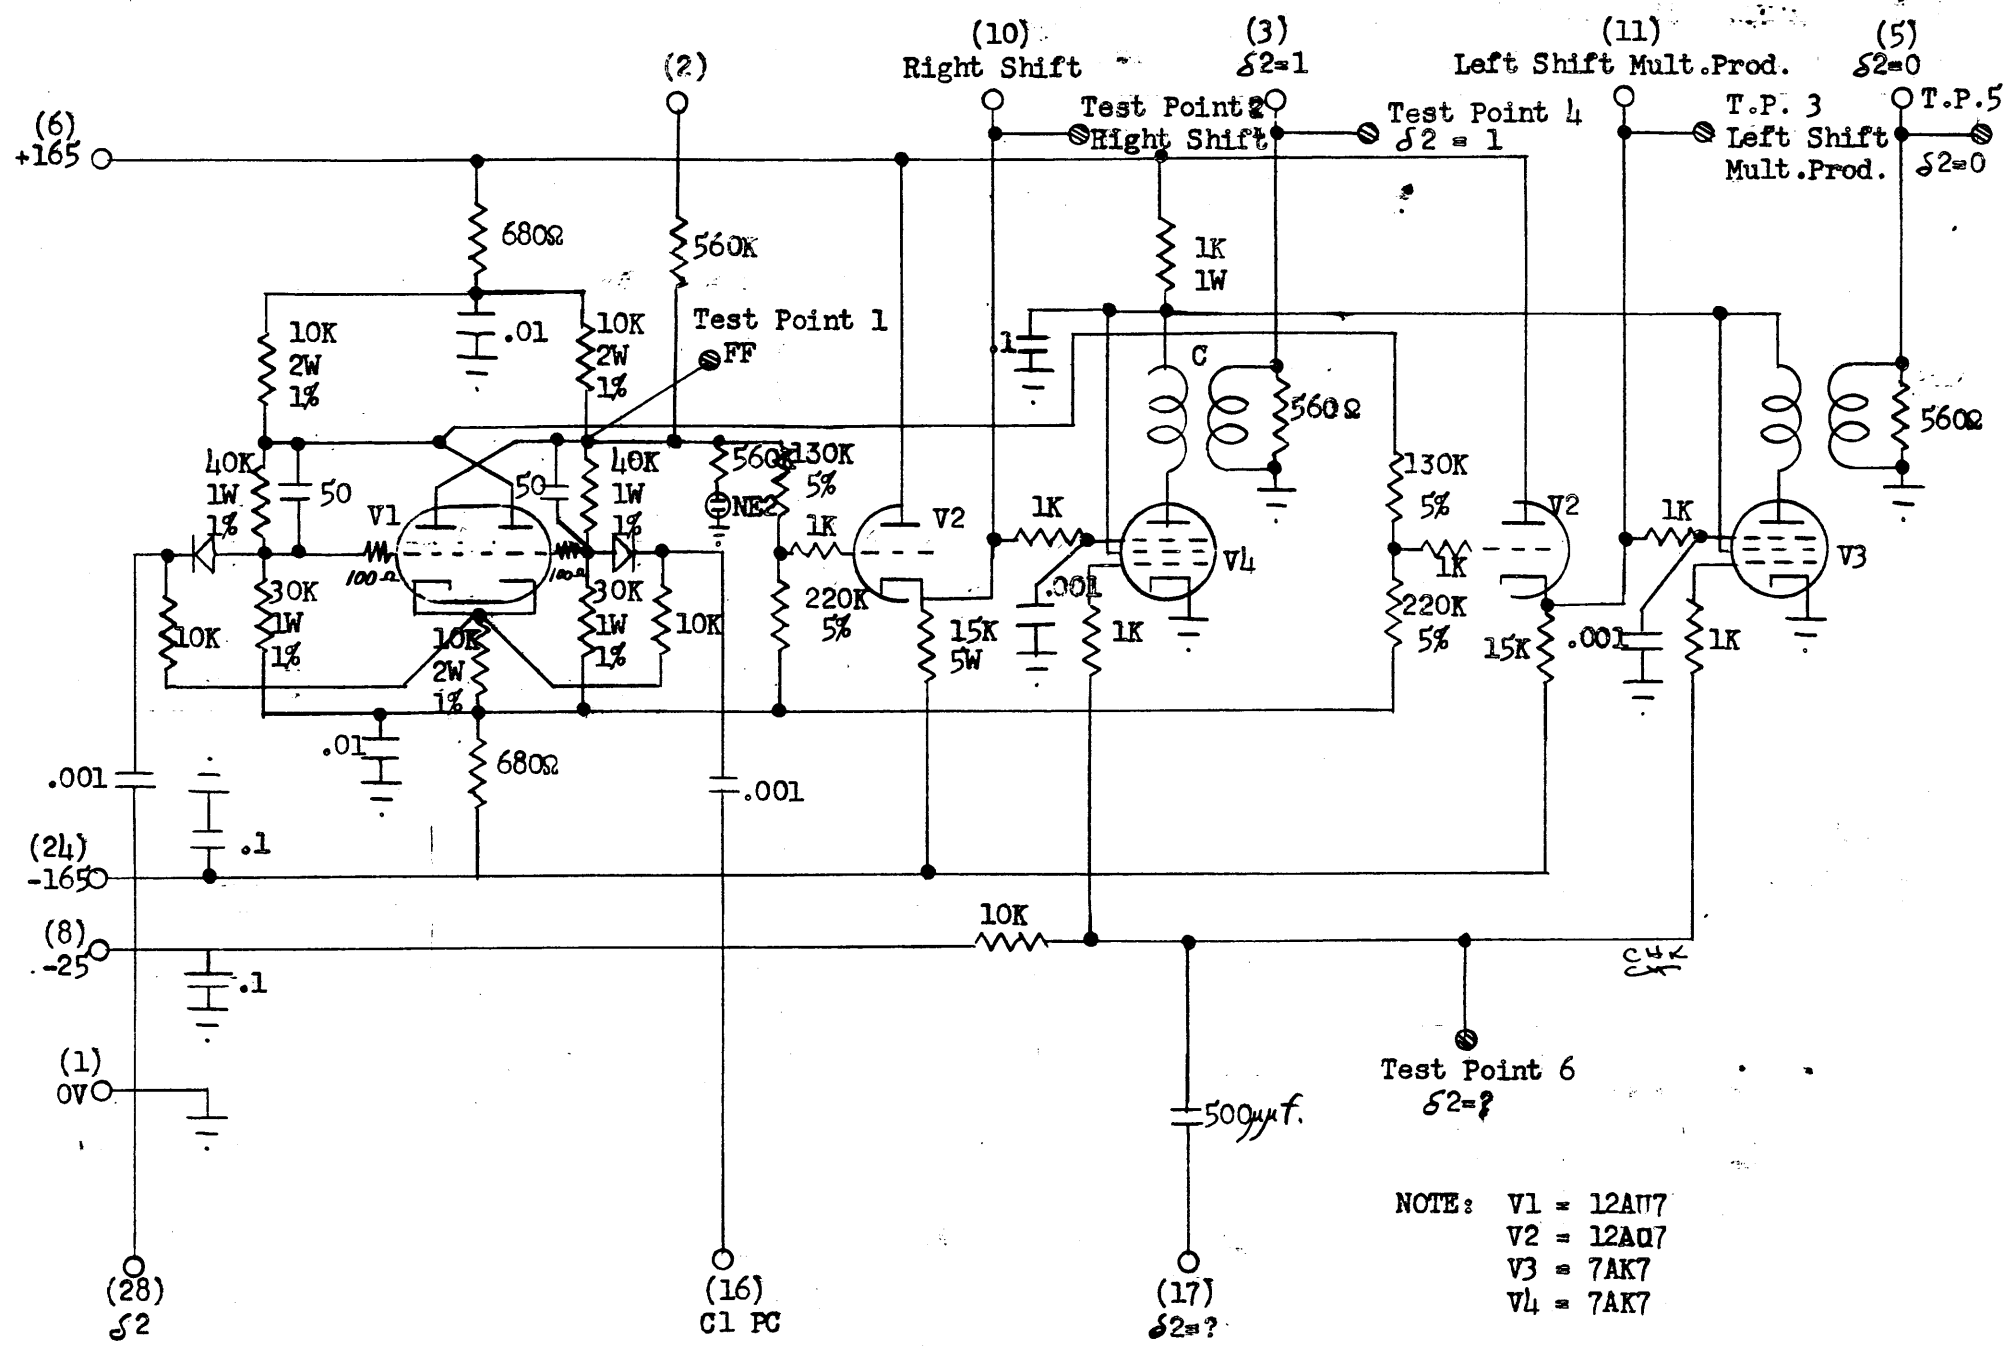 (10)
Right Shift
(3)
δ2=1
(11)
Left Shift Mult.Prod.
(5)
δ2=0
(2)
(6)
+165
Test Point 2
Right Shift
Test Point 4
δ2 = 1
T.P. 3
Left Shift
Mult.Prod.
T.P.5
δ2=0
680Ω
560K
1K
1W
10K
2W
1%
.01
10K
2W
1%
Test Point 1
FF
.1
C
560Ω
560Ω
40K
1W
1%
50
V1
50
40K
1W
1%
560K
NE2
130K
5%
1K
V2
1K
V4
130K
5%
1K
V2
1K
V3
100Ω
100Ω
10K
30K
1W
1%
10K
2W
1%
30K
1W
1%
10K
220K
5%
15K
5W
.001
1K
220K
5%
15K
.001
1K
.01
680Ω
.001
.001
.1
(24)
-165
(8)
-25
.1
10K
(1)
0V
Test Point 6
δ2=?
500μμf.
NOTE: V1 = 12AU7
V2 = 12AU7
V3 = 7AK7
V4 = 7AK7
(28)
δ2
(16)
C1 PC
(17)
δ2=?